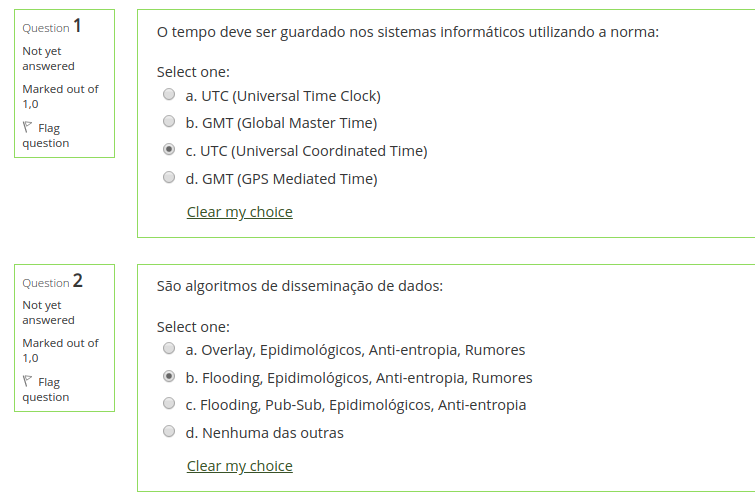 Question 1
Not yet
answered
Marked out of
1,0
Flag
question
O tempo deve ser guardado nos sistemas informáticos utilizando a norma:
Select one:
a. UTC (Universal Time Clock)
b. GMT (Global Master Time)
c. UTC (Universal Coordinated Time)
d. GMT (GPS Mediated Time)
Clear my choice
Question 2
Not yet
answered
Marked out of
1,0
Flag
question
São algoritmos de disseminação de dados:
Select one:
a. Overlay, Epidimológicos, Anti-entropia, Rumores
b. Flooding, Epidimológicos, Anti-entropia, Rumores
c. Flooding, Pub-Sub, Epidimológicos, Anti-entropia
d. Nenhuma das outras
Clear my choice